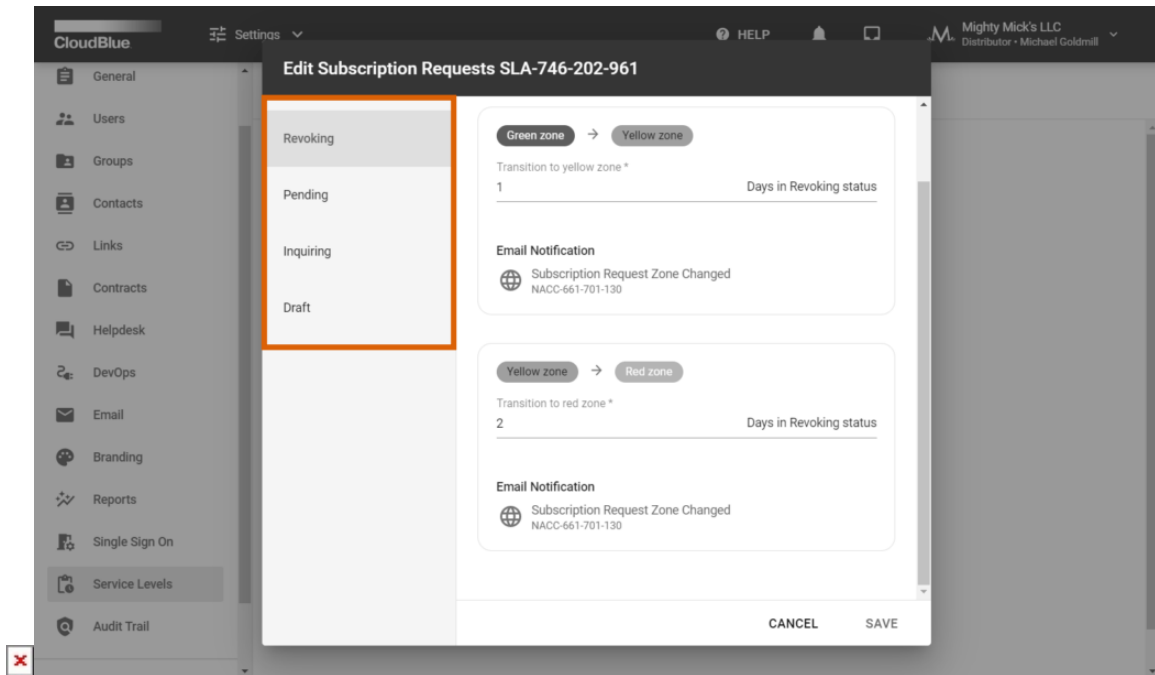 CloudBlue
Settings
HELP
Mighty Mick's LLC
Distributor • Michael Goldmill
General
Users
Groups
Contacts
Links
Contracts
Helpdesk
DevOps
Email
Branding
Reports
Single Sign On
Service Levels
Audit Trail
Edit Subscription Requests SLA-746-202-961
Revoking
Pending
Inquiring
Draft
Green zone → Yellow zone
Transition to yellow zone *
1 Days in Revoking status
Email Notification
Subscription Request Zone Changed
NACC-661-701-130
Yellow zone → Red zone
Transition to red zone *
2 Days in Revoking status
Email Notification
Subscription Request Zone Changed
NACC-661-701-130
CANCEL SAVE